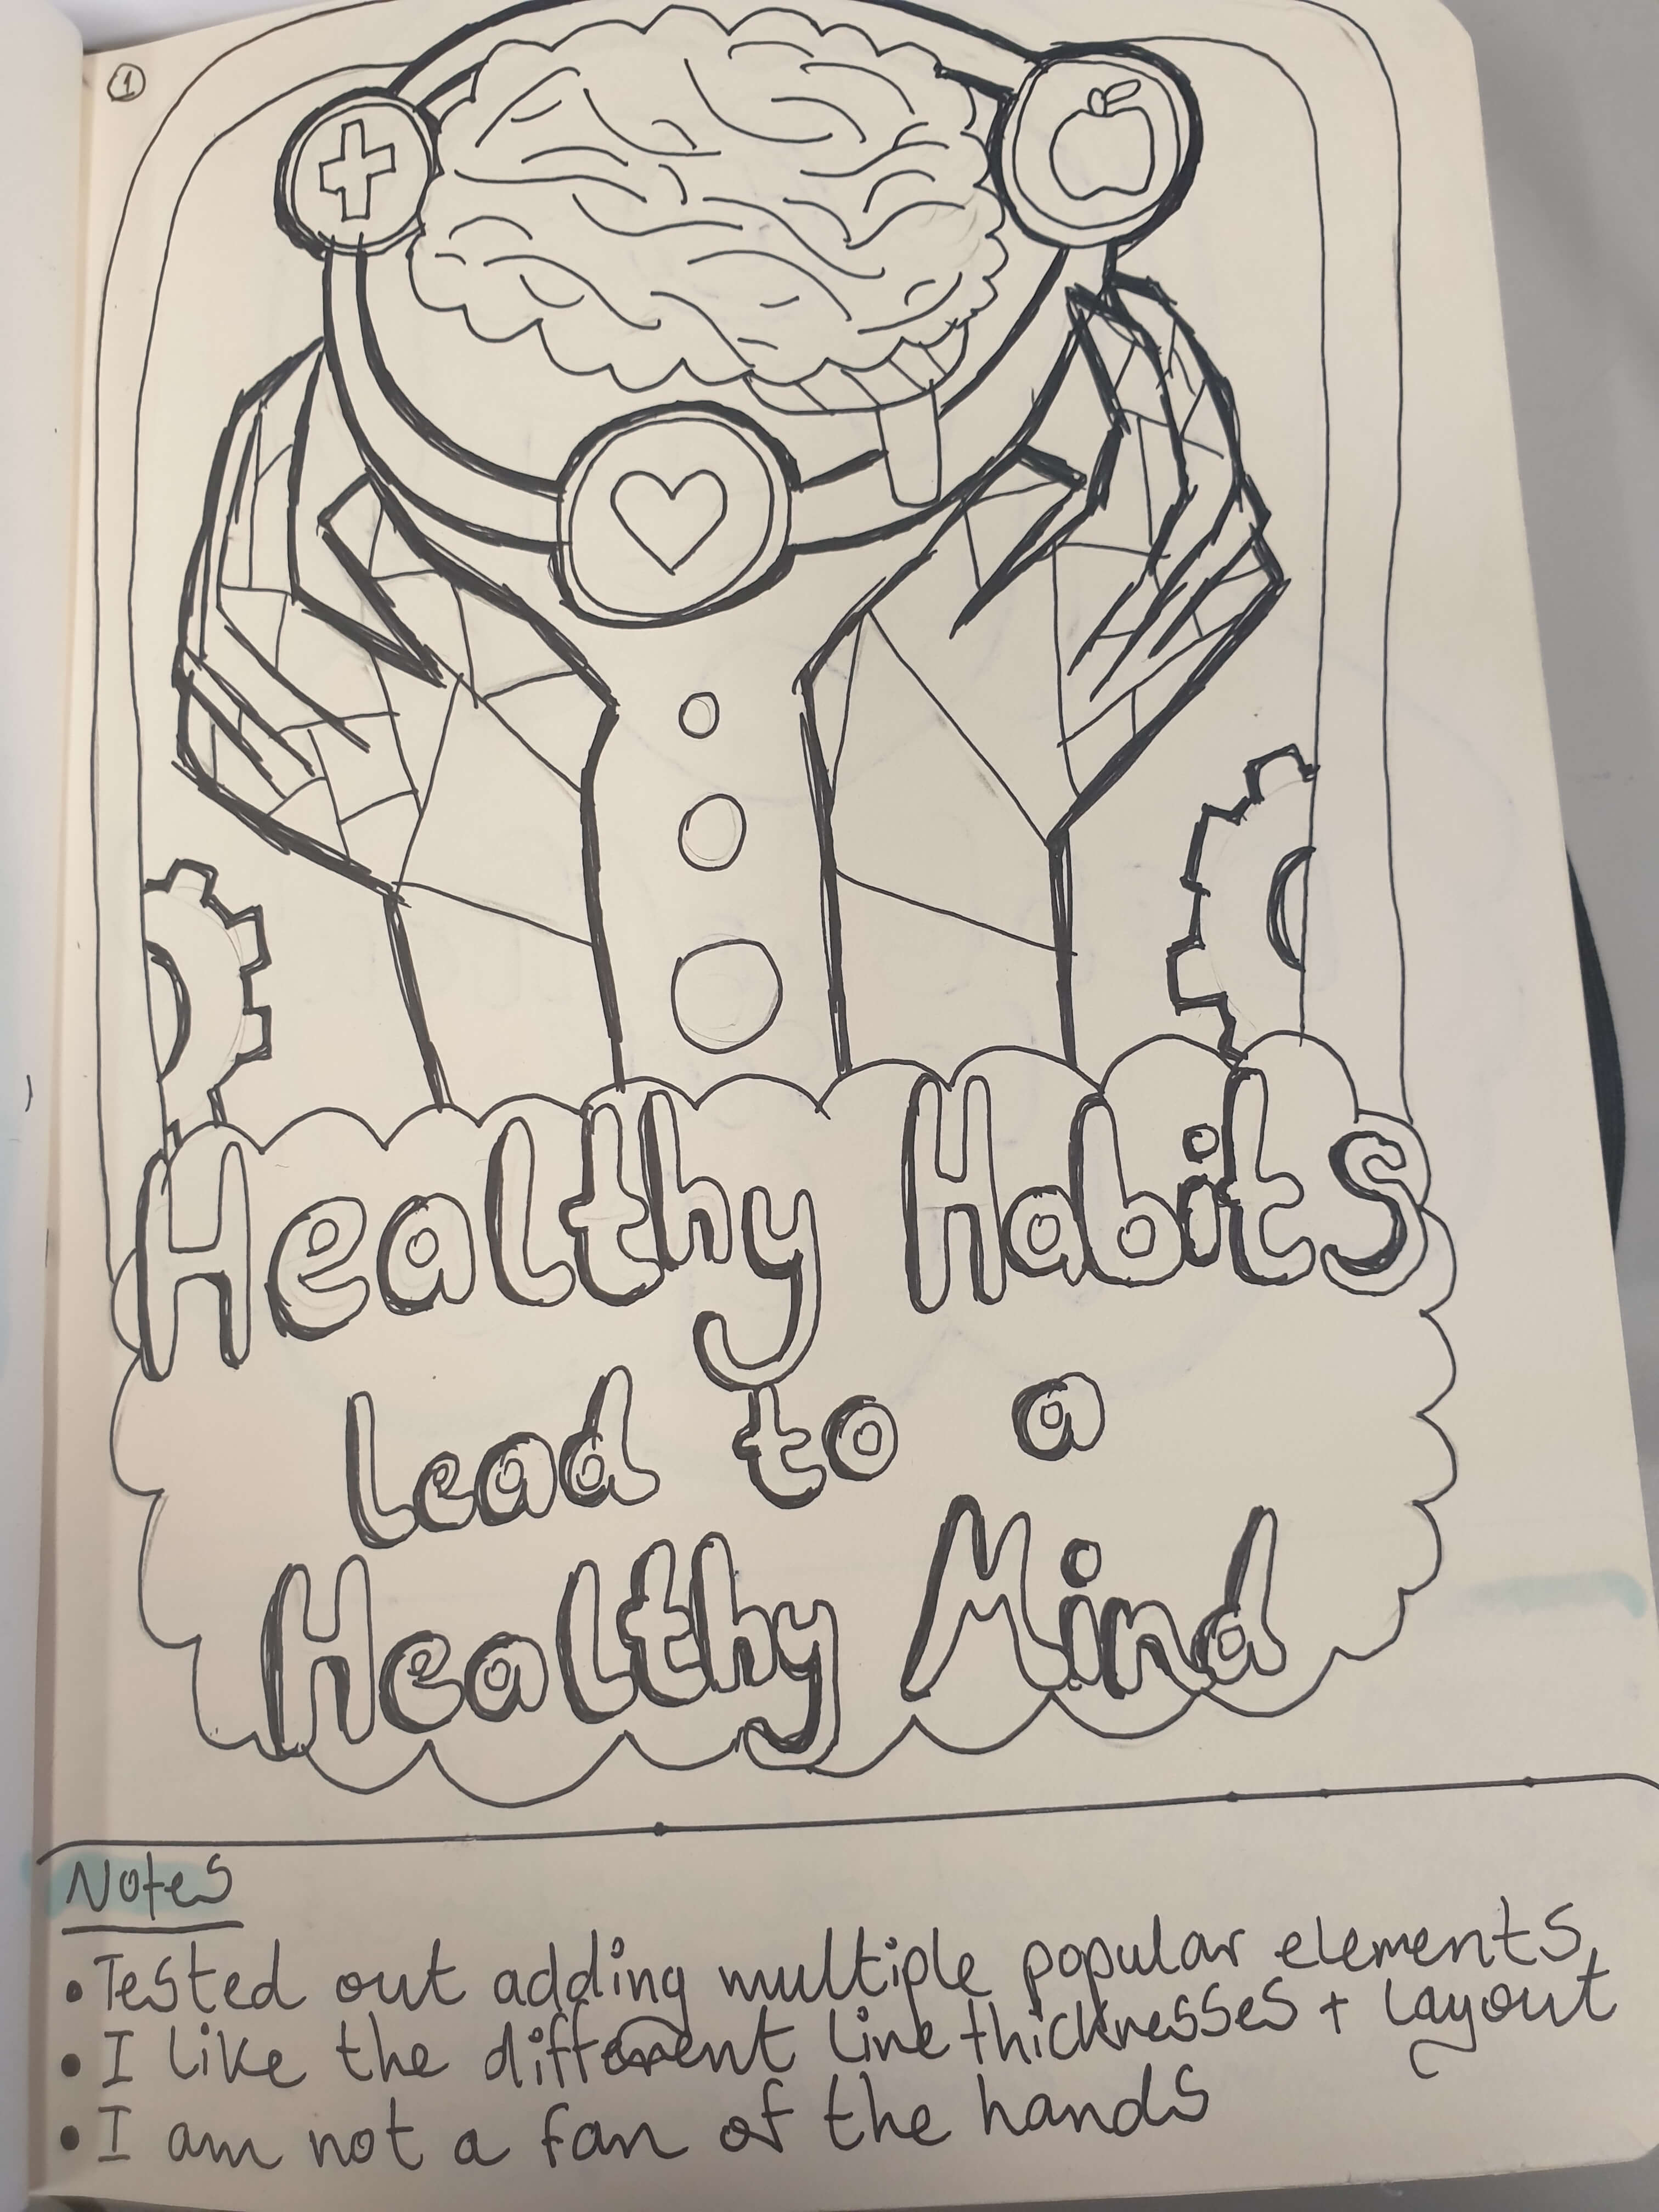 1
Healthy Habits
lead to a
Healthy Mind
Notes
• Tested out adding multiple popular elements,
• I like the different line thicknesses + layout
• I am not a fan of the hands